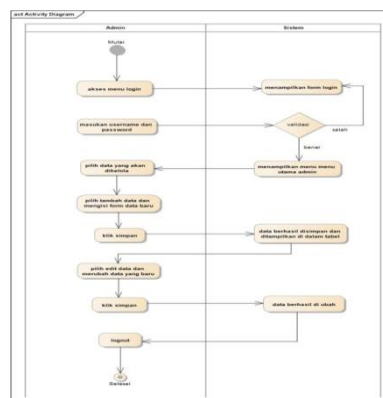 act Activity Diagram
Admin
Sistem
Mulai
akses menu login
menampilkan form login
masukan username dan
password
validasi
salah
benar
pilih data yang akan
dikelola
menampilkan menu menu
utama admin
pilih tambah data dan
mengisi form data baru
klik simpan
data berhasil disimpan dan
ditampilkan di dalam tabel
pilih edit data dan
merubah data yang baru
klik simpan
data berhasil di ubah
logout
Selesai